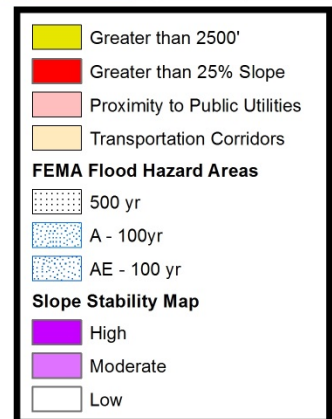 Greater than 2500'
Greater than 25% Slope
Proximity to Public Utilities
Transportation Corridors
FEMA Flood Hazard Areas
500 yr
A - 100yr
AE - 100 yr
Slope Stability Map
High
Moderate
Low